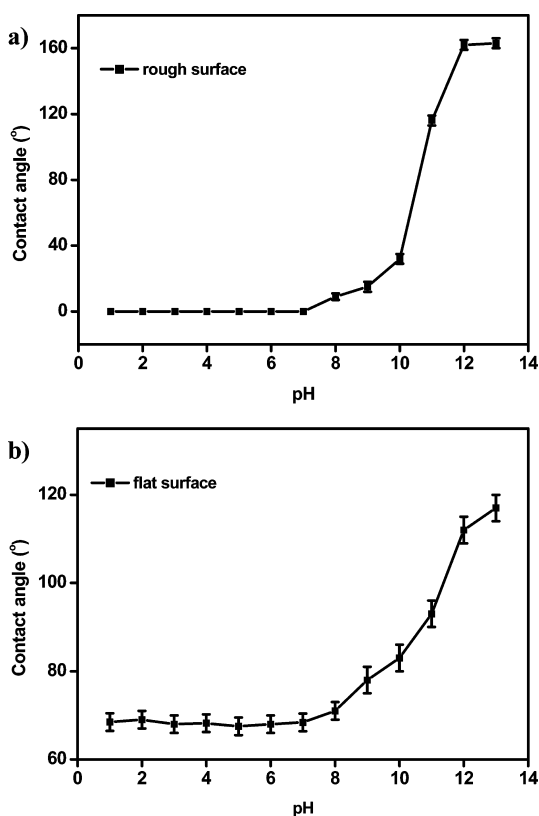 a)
160
120
80
40
0
Contact angle (°)
rough surface
0 2 4 6 8 10 12 14
pH
b)
120
100
80
60
Contact angle (°)
flat surface
0 2 4 6 8 10 12 14
pH